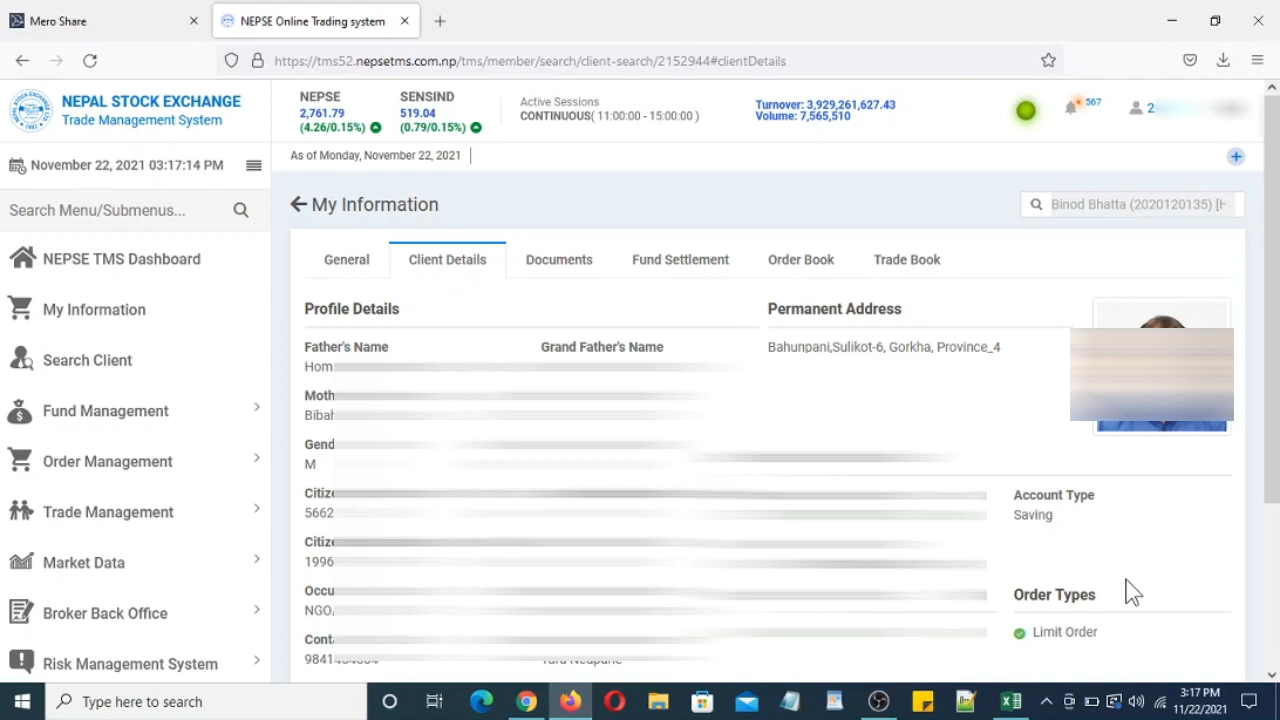 Mero Share
NEPSE Online Trading system
https://tms52.nepsetms.com.np/tms/member/search/client-search/2152944#clientDetails
NEPAL STOCK EXCHANGE
Trade Management System
NEPSE
2,761.79
(4.26/0.15%)
SENSIND
519.04
(0.79/0.15%)
Active Sessions
CONTINUOUS( 11:00:00 - 15:00:00 )
Turnover: 3,929,261,627.43
Volume: 7,565,510
567
2
November 22, 2021 03:17:14 PM
As of Monday, November 22, 2021
Search Menu/Submenus...
NEPSE TMS Dashboard
My Information
Search Client
Fund Management
Order Management
Trade Management
Market Data
Broker Back Office
Risk Management System
My Information
Binod Bhatta (2020120135) [H
General
Client Details
Documents
Fund Settlement
Order Book
Trade Book
Profile Details
Permanent Address
Father's Name
Grand Father's Name
Bahunpani,Sulikot-6, Gorkha, Province_4
Hom
Moth
Bibah
Gend
M
Citize
5662
Account Type
Saving
Citize
1996
Occu
NGO/
Order Types
Limit Order
Cont
Type here to search
3:17 PM
11/22/2021